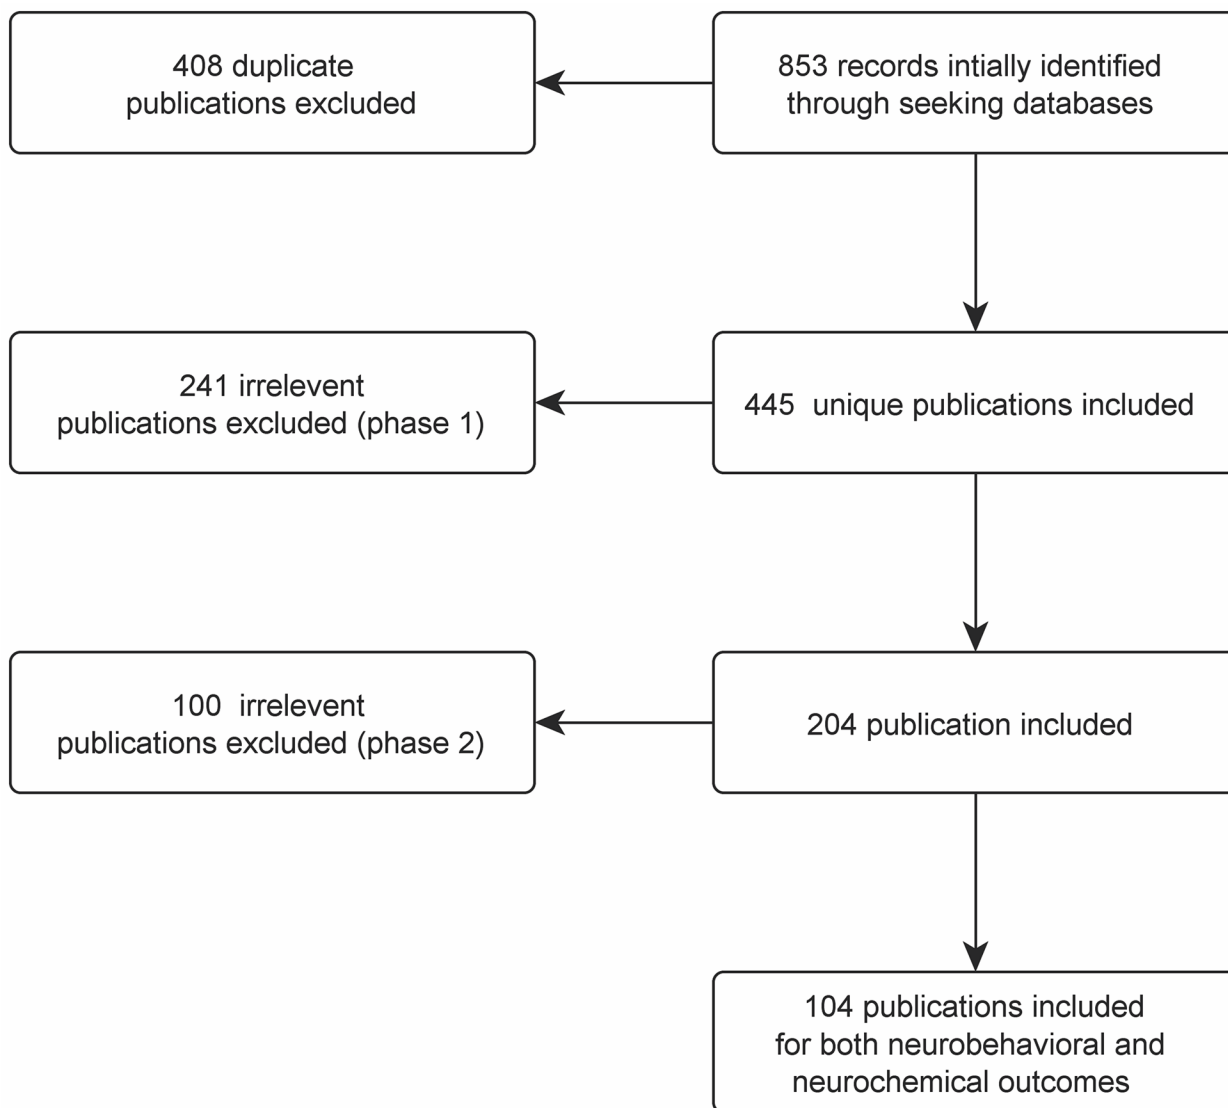 408 duplicate
publications excluded
853 records intially identified
through seeking databases
241 irrelevent
publications excluded (phase 1)
445  unique publications included
100  irrelevent
publications excluded (phase 2)
204 publication included
104 publications included
for both neurobehavioral and
neurochemical outcomes